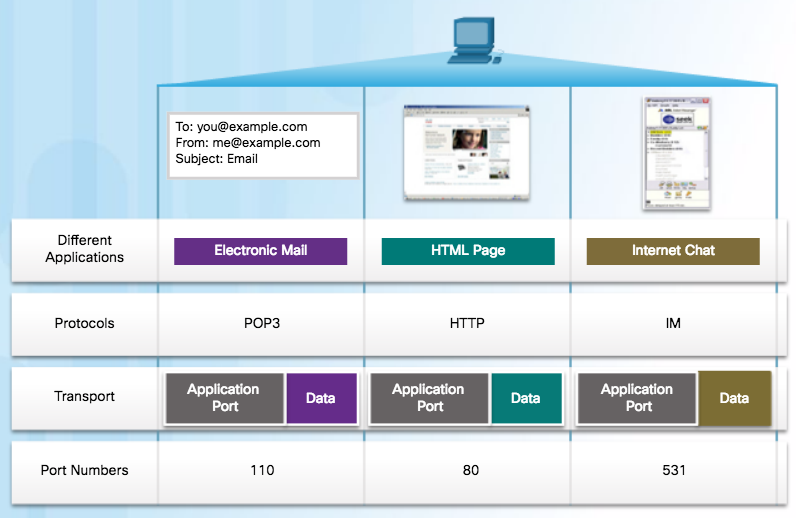 To: you@example.com
From: me@example.com
Subject: Email
seek
Different
Applications
Electronic Mail
HTML Page
Internet Chat
Protocols
POP3
HTTP
IM
Transport
Application
Port
Data
Application
Port
Data
Application
Port
Data
Port Numbers
110
80
531